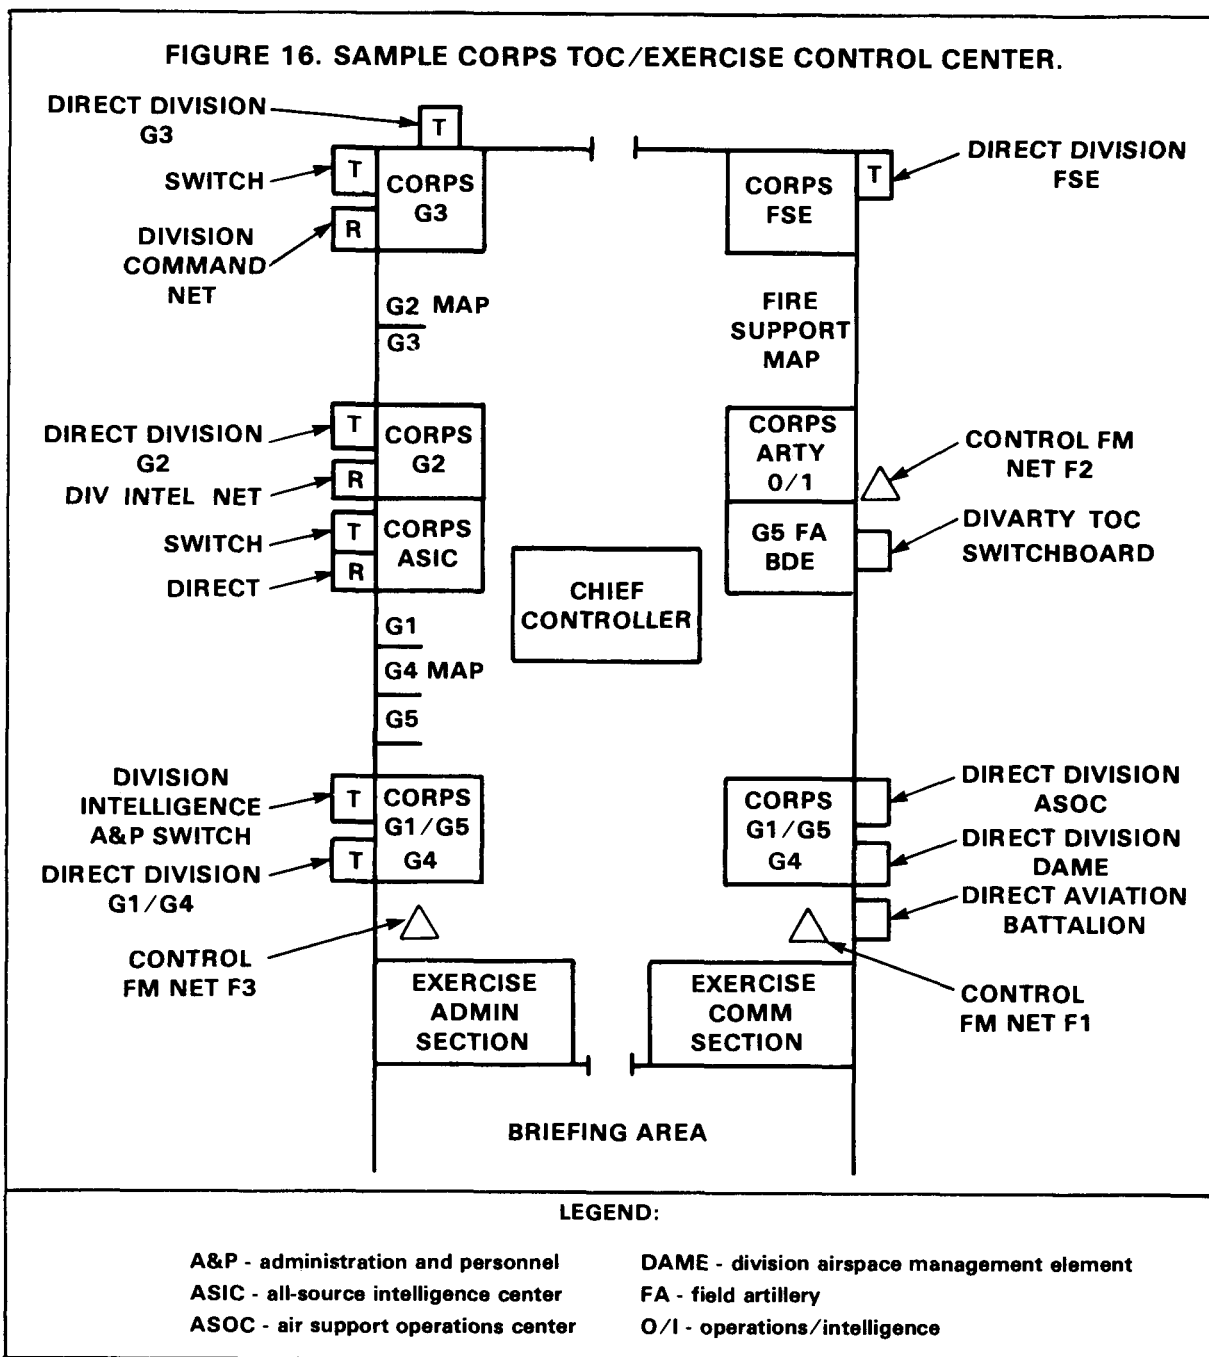 FIGURE 16. SAMPLE CORPS TOC/EXERCISE CONTROL CENTER.
DIRECT DIVISION
G3
T
SWITCH
T
CORPS
G3
DIVISION
COMMAND
NET
R
G2 MAP
G3
DIRECT DIVISION
G2
T
CORPS
G2
DIV INTEL NET
R
SWITCH
T
CORPS
ASIC
DIRECT
R
G1
G4 MAP
G5
DIVISION
INTELLIGENCE
A&P SWITCH
T
CORPS
G1/G5
G4
DIRECT DIVISION
G1/G4
T
CONTROL
FM NET F3
EXERCISE
ADMIN
SECTION
CHIEF
CONTROLLER
CORPS
FSE
T
DIRECT DIVISION
FSE
FIRE
SUPPORT
MAP
CORPS
ARTY
0/1
CONTROL FM
NET F2
G5 FA
BDE
DIVARTY TOC
SWITCHBOARD
CORPS
G1/G5
G4
DIRECT DIVISION
ASOC
DIRECT DIVISION
DAME
DIRECT AVIATION
BATTALION
CONTROL
FM NET F1
EXERCISE
COMM
SECTION
BRIEFING AREA
LEGEND:
A&P - administration and personnel
ASIC - all-source intelligence center
ASOC - air support operations center
DAME - division airspace management element
FA - field artillery
O/I - operations/intelligence